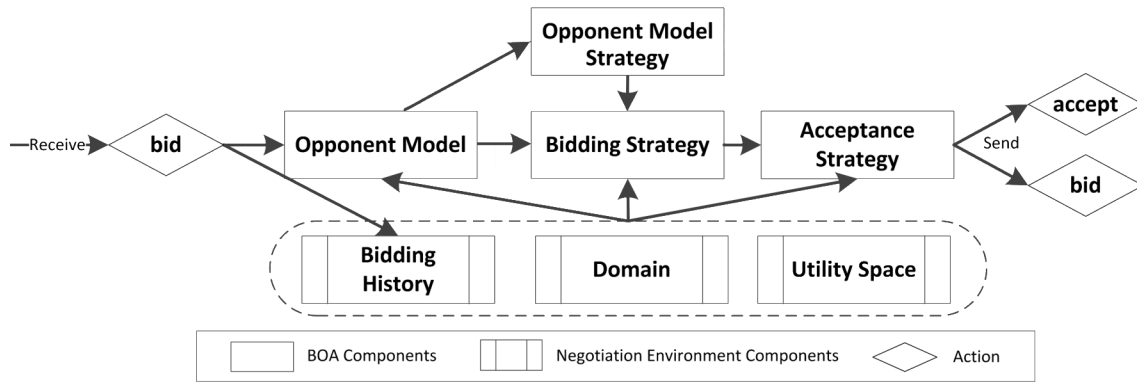 Opponent Model
Strategy
Receive
bid
Opponent Model
Bidding Strategy
Acceptance
Strategy
Send
accept
bid
Bidding
History
Domain
Utility Space
BOA Components
Negotiation Environment Components
Action